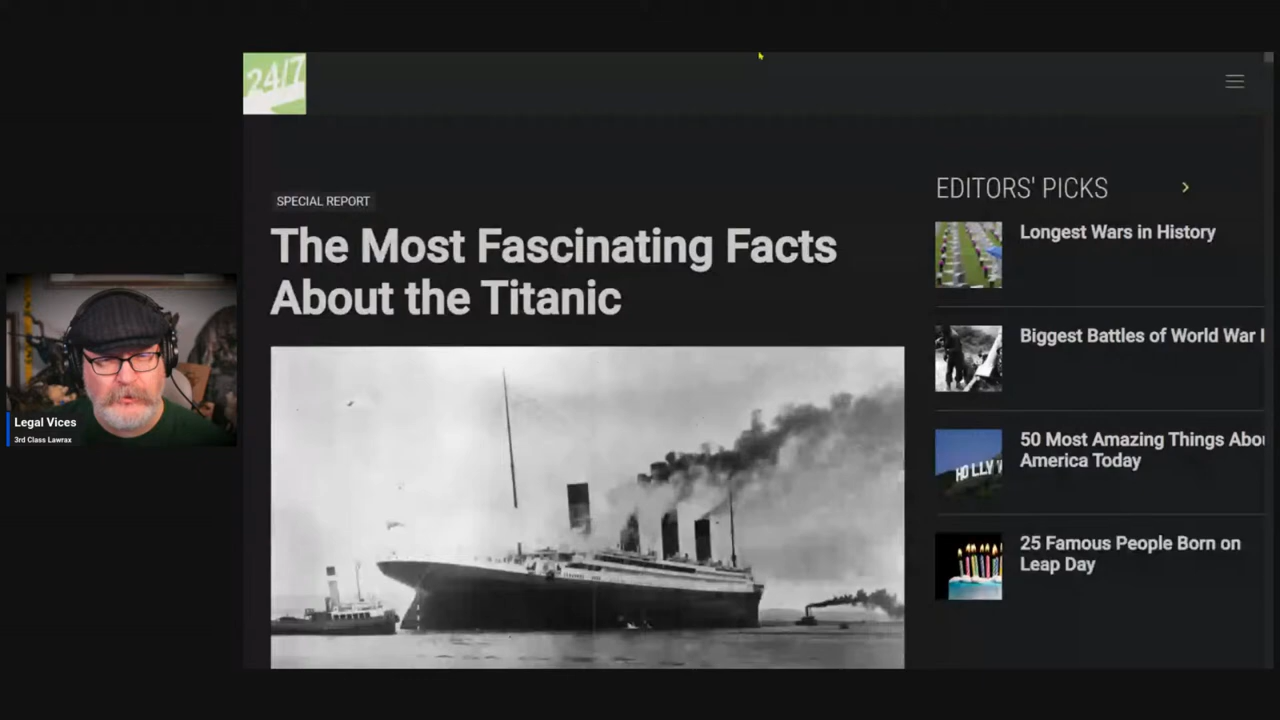 24/7
SPECIAL REPORT
The Most Fascinating Facts
About the Titanic
EDITORS' PICKS
Longest Wars in History
Biggest Battles of World War I
50 Most Amazing Things Abou
America Today
HOLLYW
25 Famous People Born on
Leap Day
Legal Vices
3rd Class Lawrax